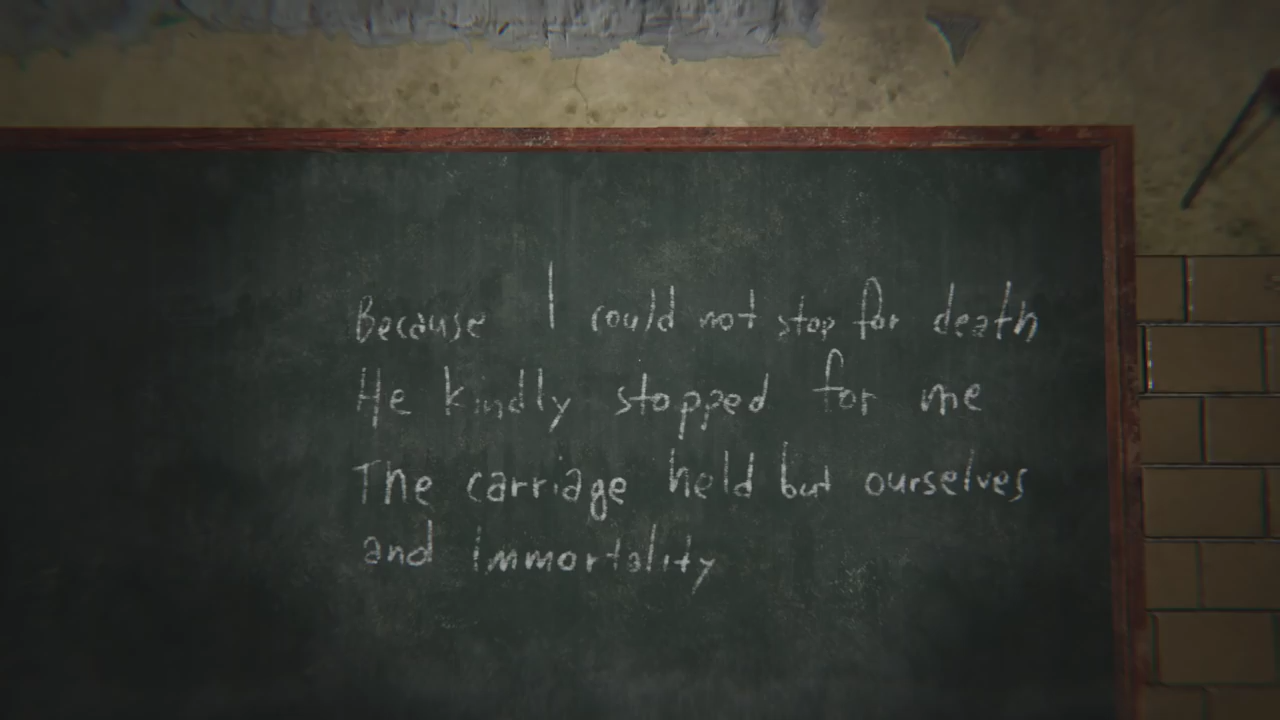 Because I could not stop for death
He kindly stopped for me
The carriage held but ourselves
and immortality